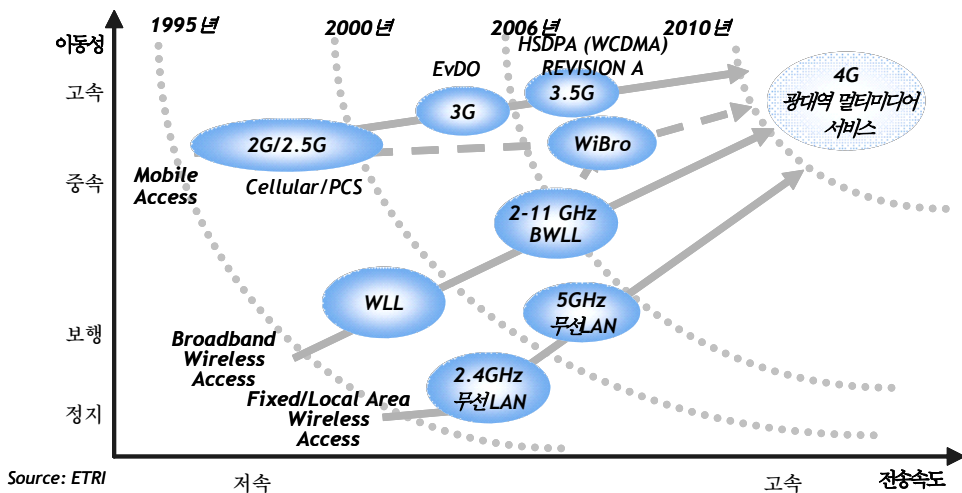 1995년
2000년
2006년
2010년
이동성
HSDPA (WCDMA)
REVISION A
EvDO
고속
3.5G
3G
4G
광대역 멀티미디어
서비스
2G/2.5G
WiBro
중속
Mobile
Access
Cellular/PCS
2-11 GHz
BWLL
WLL
5GHz
무선LAN
보행
Broadband
Wireless
Access
2.4GHz
무선LAN
Fixed/Local Area
Wireless
Access
정지
Source: ETRI
저속
고속
전송속도